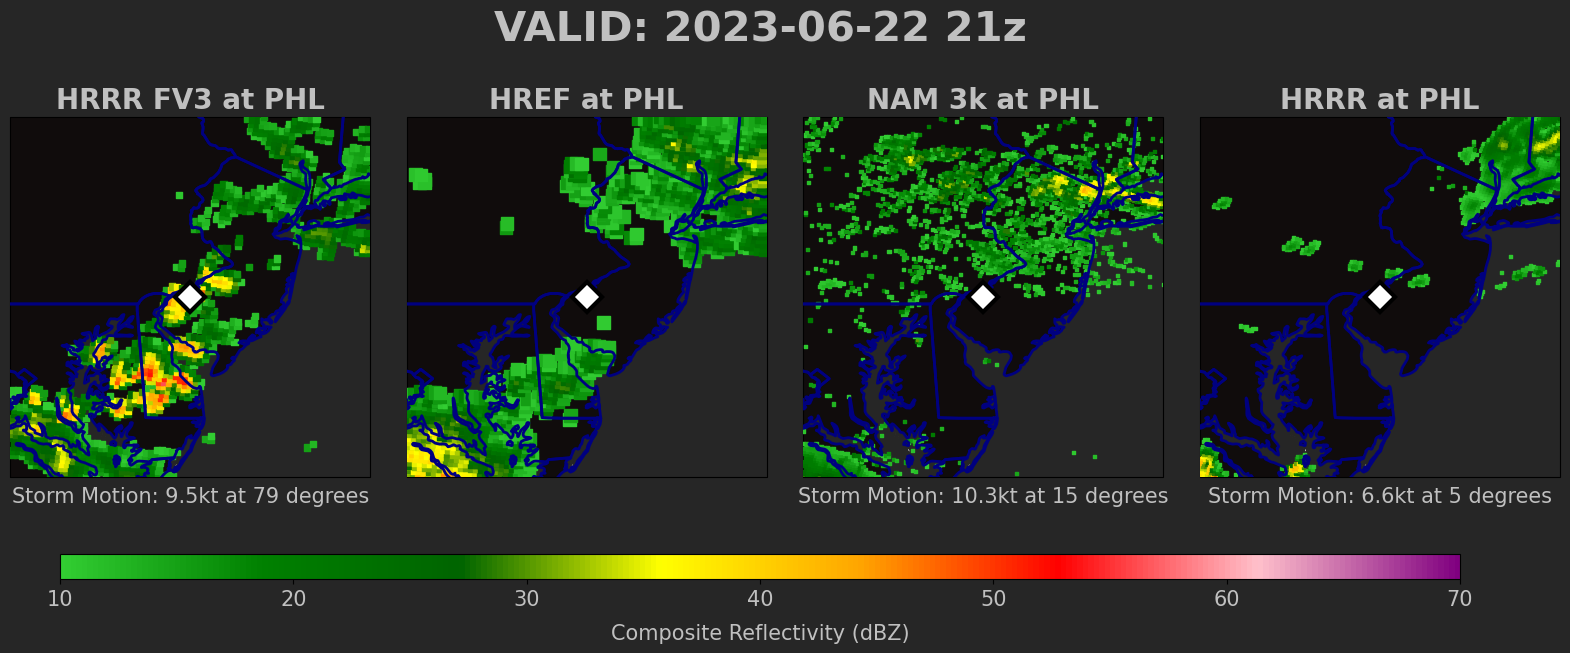 VALID: 2023-06-22 21z
HRRR FV3 at PHL
HREF at PHL
NAM 3k at PHL
HRRR at PHL
Storm Motion: 9.5kt at 79 degrees
Storm Motion: 10.3kt at 15 degrees
Storm Motion: 6.6kt at 5 degrees
10 20 30 40 50 60 70
Composite Reflectivity (dBZ)